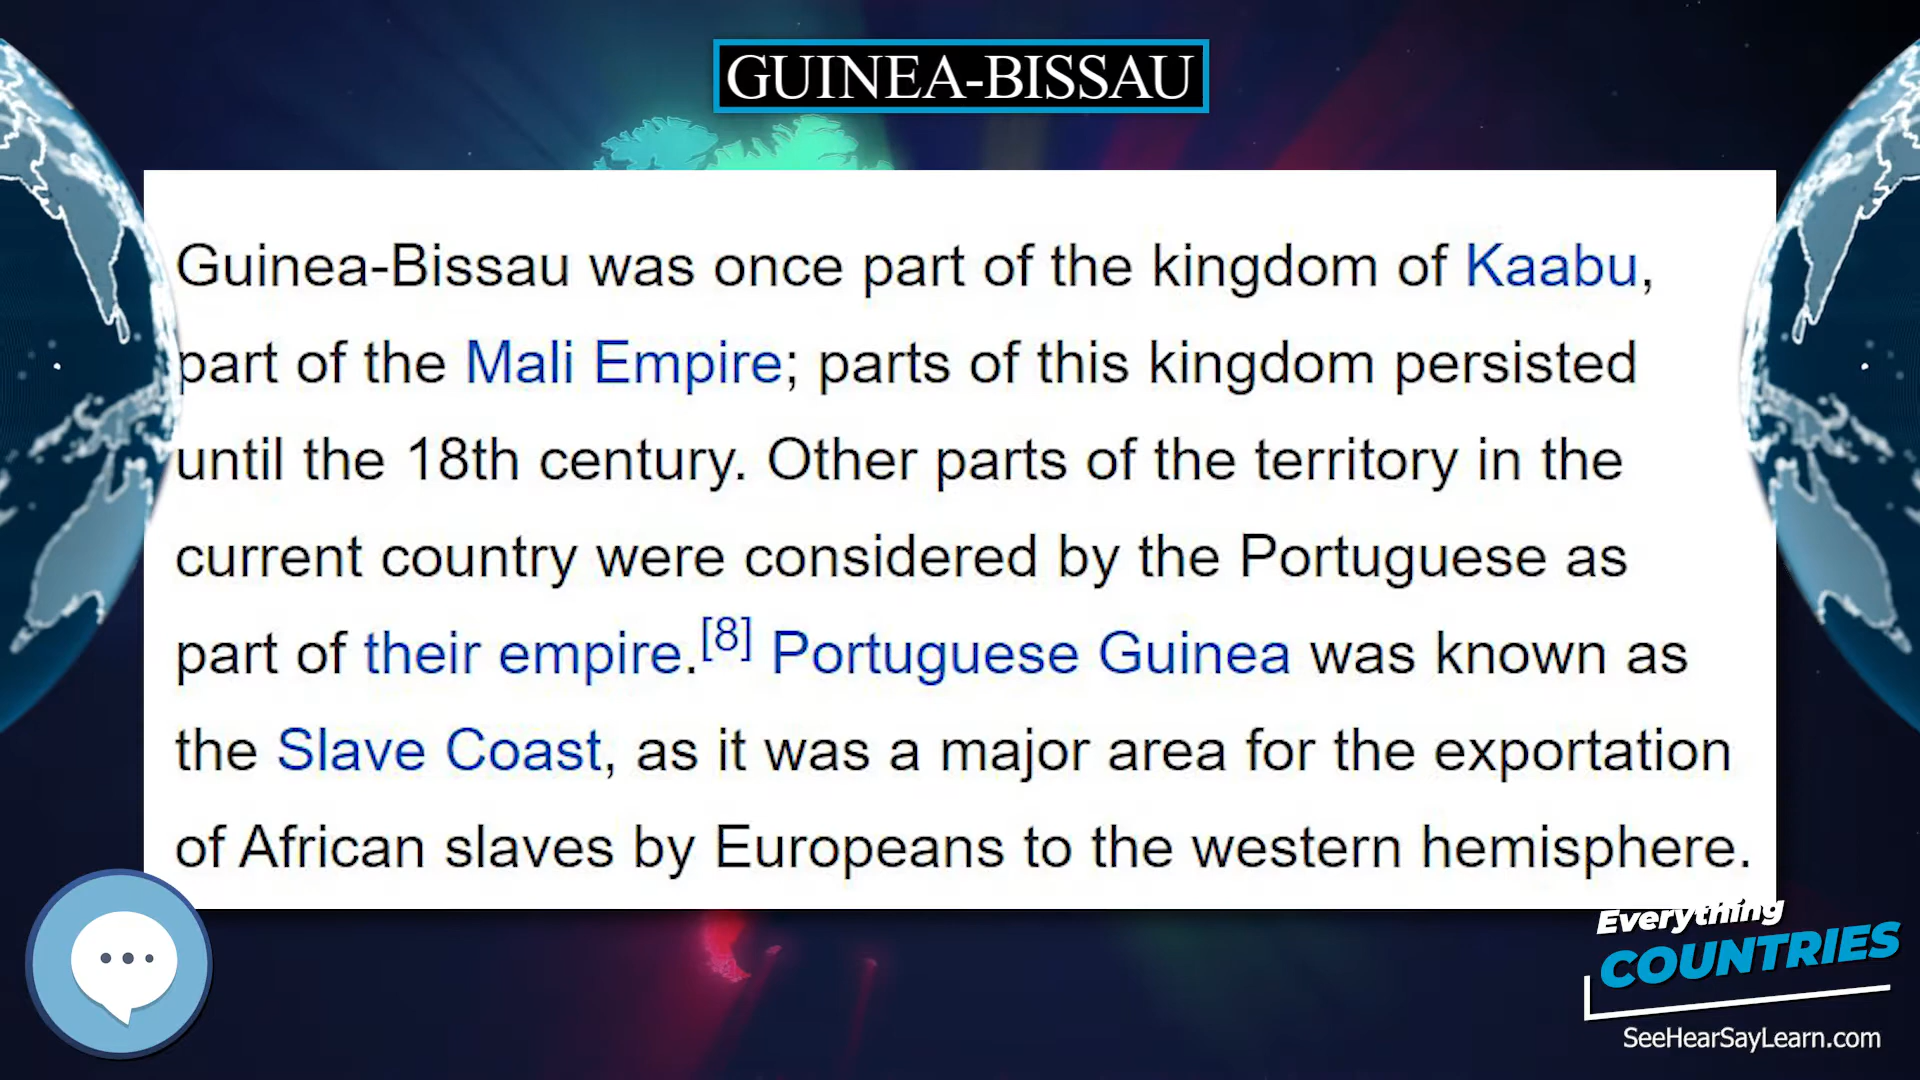 GUINEA-BISSAU
Guinea-Bissau was once part of the kingdom of Kaabu,
part of the Mali Empire; parts of this kingdom persisted
until the 18th century. Other parts of the territory in the
current country were considered by the Portuguese as
part of their empire.[8] Portuguese Guinea was known as
the Slave Coast, as it was a major area for the exportation
of African slaves by Europeans to the western hemisphere.
Everything
COUNTRIES
SeeHearSayLearn.com